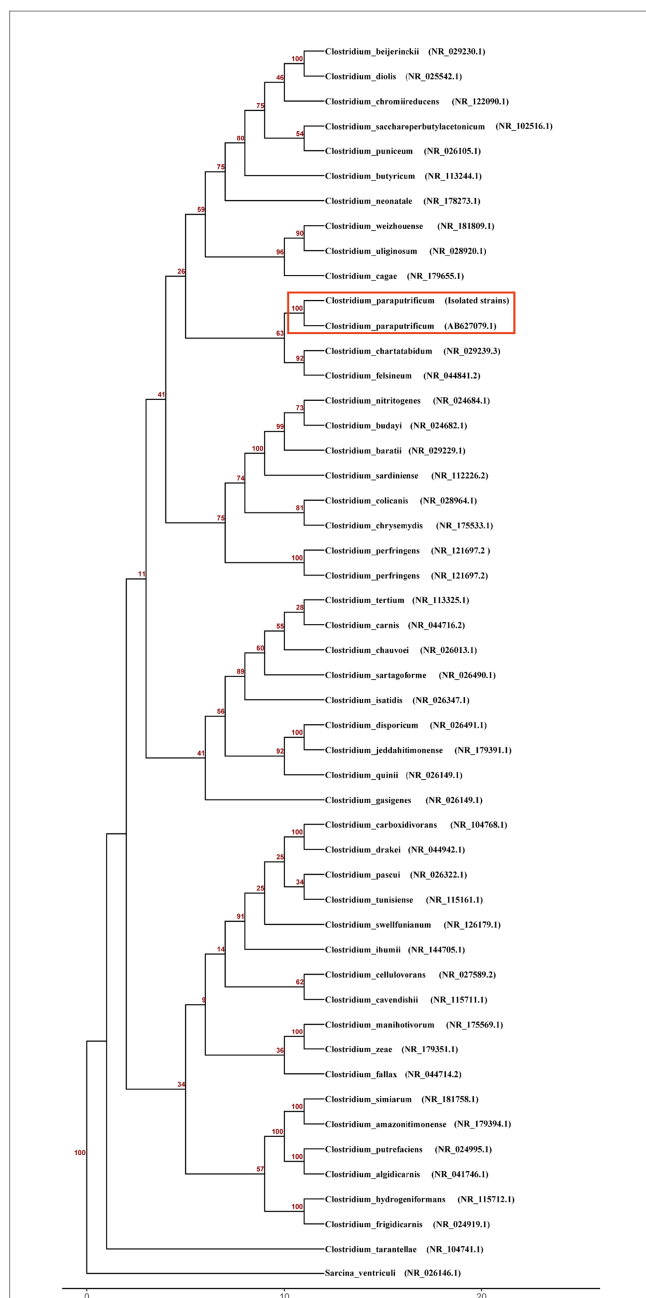 Clostridium_beijerinckii (NR_029230.1)
100
Clostridium_diolis (NR_025542.1)
46
Clostridium_chromiireducens (NR_122090.1)
75
Clostridium_saccharoperbutylacetonicum (NR_102516.1)
54
80
Clostridium_puniceum (NR_026105.1)
75
Clostridium_butyricum (NR_113244.1)
Clostridium_neonatale (NR_178273.1)
59
Clostridium_weizhouense (NR_181809.1)
90
Clostridium_uliginosum (NR_028920.1)
96
26
Clostridium_cagae (NR_179655.1)
Clostridium_paraputrificum (Isolated strains)
100
Clostridium_paraputrificum (AB627079.1)
63
Clostridium_chartatabidum (NR_029239.3)
92
Clostridium_felsineum (NR_044841.2)
41
Clostridium_nitritogenes (NR_024684.1)
73
Clostridium_budayi (NR_024682.1)
99
Clostridium_baratii (NR_029229.1)
100
Clostridium_sardiniense (NR_112226.2)
74
Clostridium_colicanis (NR_028964.1)
81
75
Clostridium_chrysemydis (NR_175533.1)
Clostridium_perfringens (NR_121697.2 )
100
Clostridium_perfringens (NR_121697.2)
11
Clostridium_tertium (NR_113325.1)
28
Clostridium_carnis (NR_044716.2)
55
Clostridium_chauvoei (NR_026013.1)
60
Clostridium_sartagoforme (NR_026490.1)
89
Clostridium_isatidis (NR_026347.1)
56
Clostridium_disporicum (NR_026491.1)
100
Clostridium_jeddahitimonense (NR_179391.1)
41
92
Clostridium_quinii (NR_026149.1)
Clostridium_gasigenes (NR_026149.1)
Clostridium_carboxidivorans (NR_104768.1)
100
Clostridium_drakei (NR_044942.1)
25
Clostridium_pascui (NR_026322.1)
34
25
Clostridium_tunisiense (NR_115161.1)
91
Clostridium_swellfunianum (NR_126179.1)
Clostridium_ihumii (NR_144705.1)
14
Clostridium_cellulovorans (NR_027589.2)
62
9
Clostridium_cavendishii (NR_115711.1)
Clostridium_manihotivorum (NR_175569.1)
100
Clostridium_zeae (NR_179351.1)
36
Clostridium_fallax (NR_044714.2)
34
Clostridium_simiarum (NR_181758.1)
100
Clostridium_amazonitimonense (NR_179394.1)
100
Clostridium_putrefaciens (NR_024995.1)
100
57
Clostridium_algidicarnis (NR_041746.1)
Clostridium_hydrogeniformans (NR_115712.1)
100
Clostridium_frigidicarnis (NR_024919.1)
100
Clostridium_tarantellae (NR_104741.1)
Sarcina_ventriculi (NR_026146.1)
0 10 20